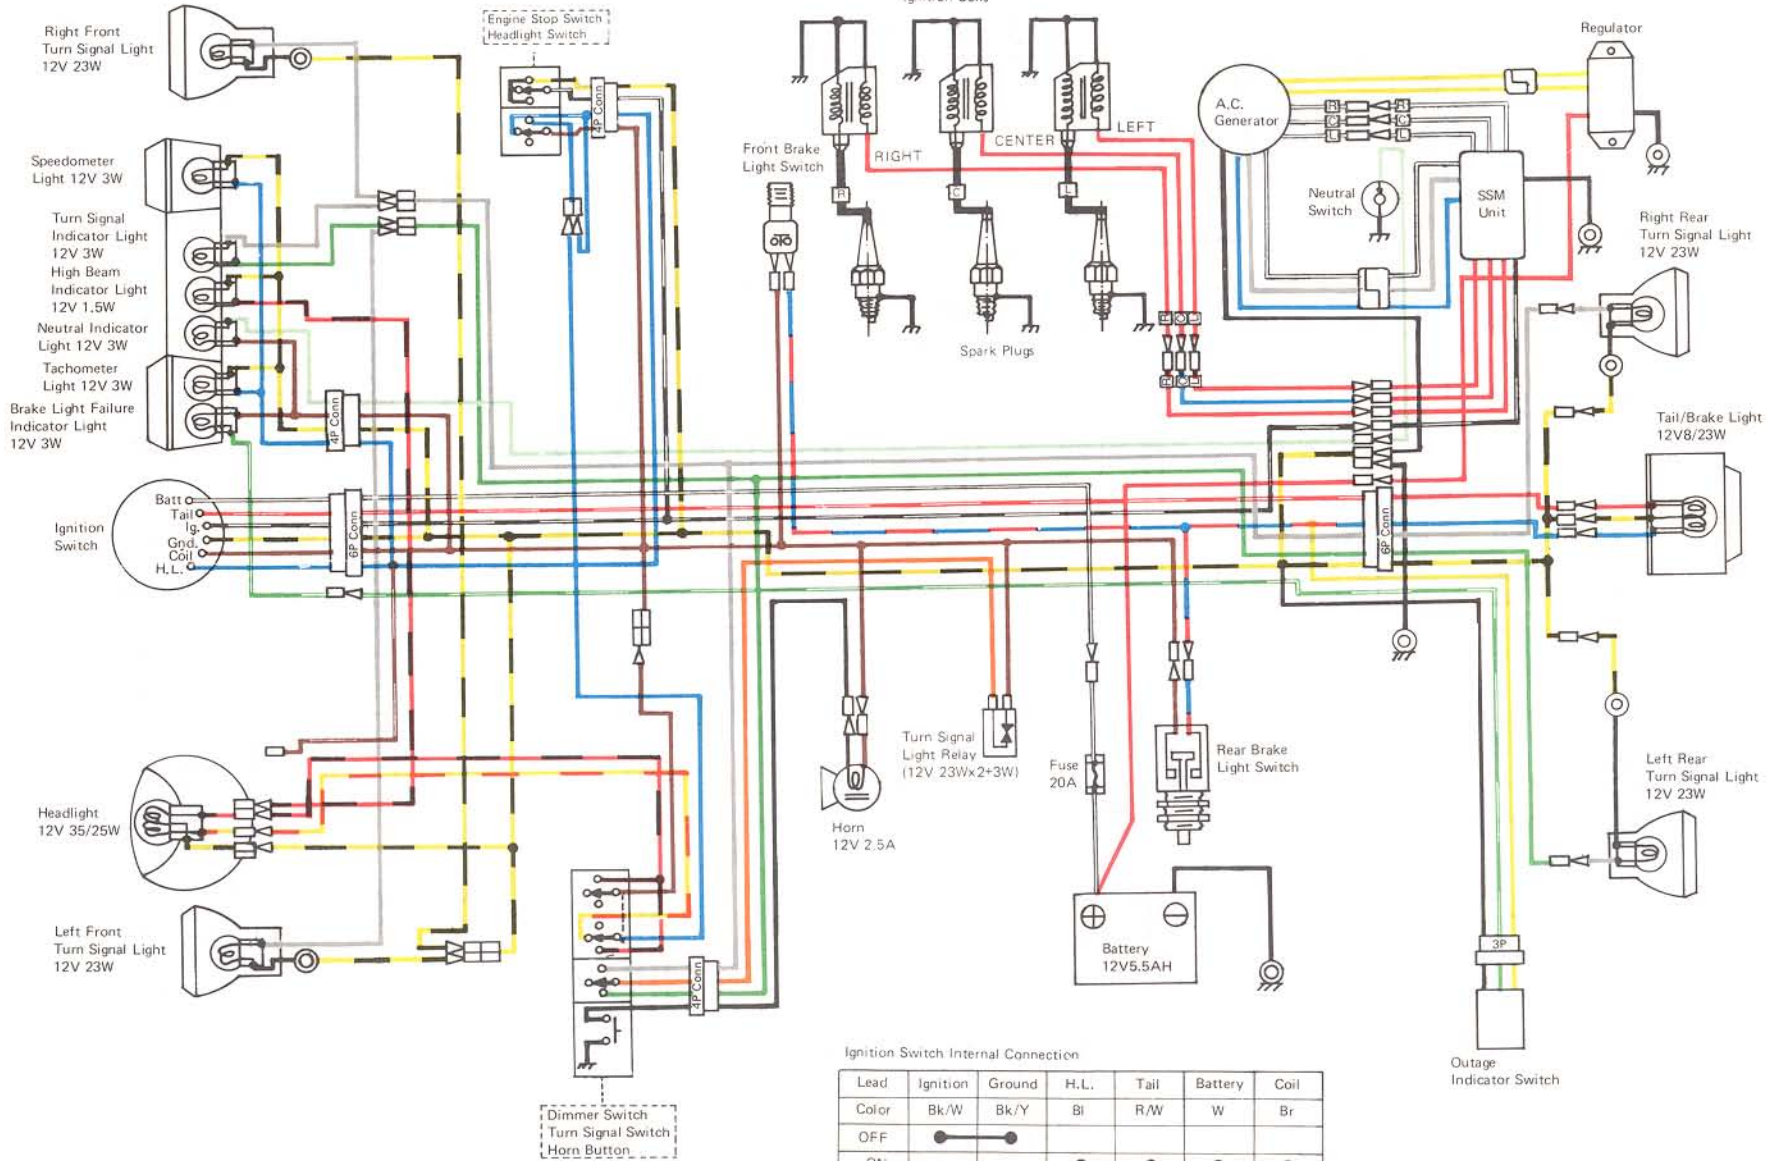 Ignition Coils
Right Front
Turn Signal Light
12V 23W
Engine Stop Switch
Headlight Switch
4P Conn
Speedometer
Light 12V 3W
Turn Signal
Indicator Light
12V 3W
High Beam
Indicator Light
12V 1.5W
Neutral Indicator
Light 12V 3W
Tachometer
Light 12V 3W
Brake Light Failure
Indicator Light
12V 3W
4P Conn
Front Brake
Light Switch
RIGHT
CENTER
LEFT
R
C
L
Spark Plugs
R C L
R C L
A.C.
Generator
R R
C C
L L
Regulator
Neutral
Switch
SSM
Unit
Right Rear
Turn Signal Light
12V 23W
Tail/Brake Light
12V8/23W
Ignition
Switch
Batt
Tail
Ig.
Gnd.
Coil
H.L.
6P Conn
6P Conn
Headlight
12V 35/25W
Left Front
Turn Signal Light
12V 23W
4P Conn
Dimmer Switch
Turn Signal Switch
Horn Button
Horn
12V 2.5A
Turn Signal
Light Relay
(12V 23Wx2+3W)
Fuse
20A
Rear Brake
Light Switch
Battery
12V5.5AH
Left Rear
Turn Signal Light
12V 23W
3P
Outage
Indicator Switch
Ignition Switch Internal Connection
Lead Ignition Ground H.L. Tail Battery Coil
Color Bk/W Bk/Y Bl R/W W Br
OFF
ON